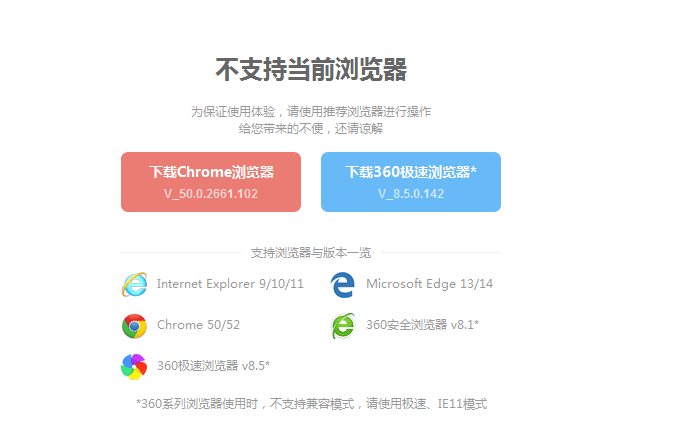 不支持当前浏览器
为保证使用体验，请使用推荐浏览器进行操作
给您带来的不便，还请谅解
下载Chrome浏览器
V_50.0.2661.102
下载360极速浏览器*
V_8.5.0.142
支持浏览器与版本一览
Internet Explorer 9/10/11
Microsoft Edge 13/14
Chrome 50/52
360安全浏览器 v8.1*
360极速浏览器 v8.5*
*360系列浏览器使用时，不支持兼容模式，请使用极速、IE11模式